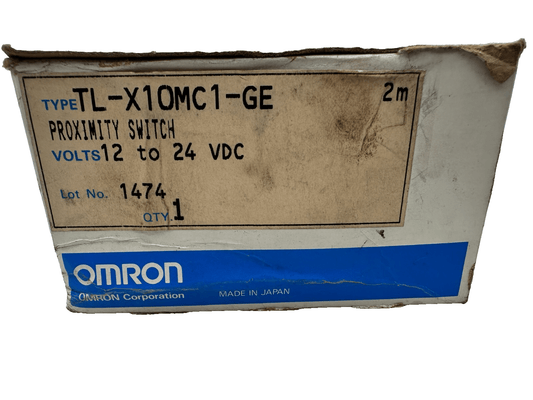 TYPE TL-X10MC1-GE 2m
PROXIMITY SWITCH
VOLTS 12 to 24 VDC
Lot No. 1474
QTY. 1
OMRON
OMRON Corporation MADE IN JAPAN